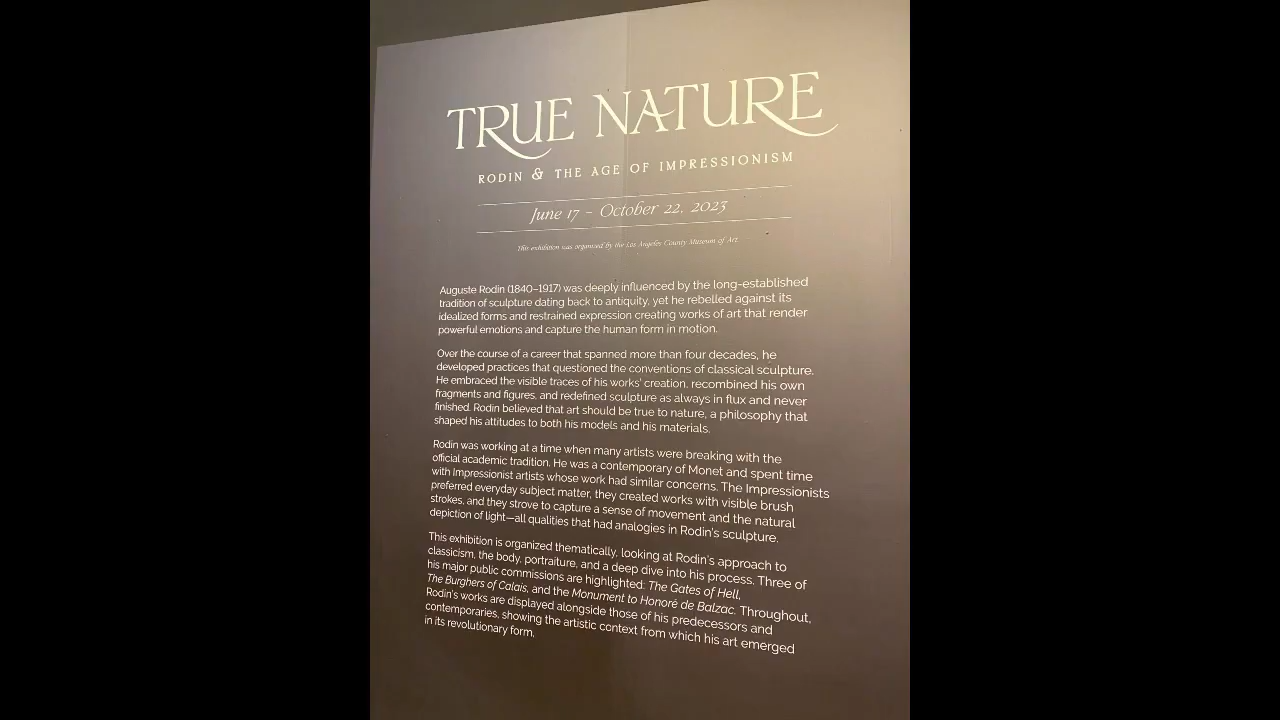 TRUE NATURE
RODIN & THE AGE OF IMPRESSIONISM
June 17 – October 22, 2023
This exhibition was organized by the Los Angeles County Museum of Art.
Auguste Rodin (1840–1917) was deeply influenced by the long-established
tradition of sculpture dating back to antiquity, yet he rebelled against its
idealized forms and restrained expression creating works of art that render
powerful emotions and capture the human form in motion.
Over the course of a career that spanned more than four decades, he
developed practices that questioned the conventions of classical sculpture.
He embraced the visible traces of his works' creation, recombined his own
fragments and figures, and redefined sculpture as always in flux and never
finished. Rodin believed that art should be true to nature, a philosophy that
shaped his attitudes to both his models and his materials.
Rodin was working at a time when many artists were breaking with the
official academic tradition. He was a contemporary of Monet and spent time
with Impressionist artists whose work had similar concerns. The Impressionists
preferred everyday subject matter, they created works with visible brush
strokes, and they strove to capture a sense of movement and the natural
depiction of light—all qualities that had analogies in Rodin's sculpture.
This exhibition is organized thematically, looking at Rodin's approach to
classicism, the body, portraiture, and a deep dive into his process. Three of
his major public commissions are highlighted: The Gates of Hell,
The Burghers of Calais, and the Monument to Honoré de Balzac. Throughout,
Rodin's works are displayed alongside those of his predecessors and
contemporaries, showing the artistic context from which his art emerged
in its revolutionary form.